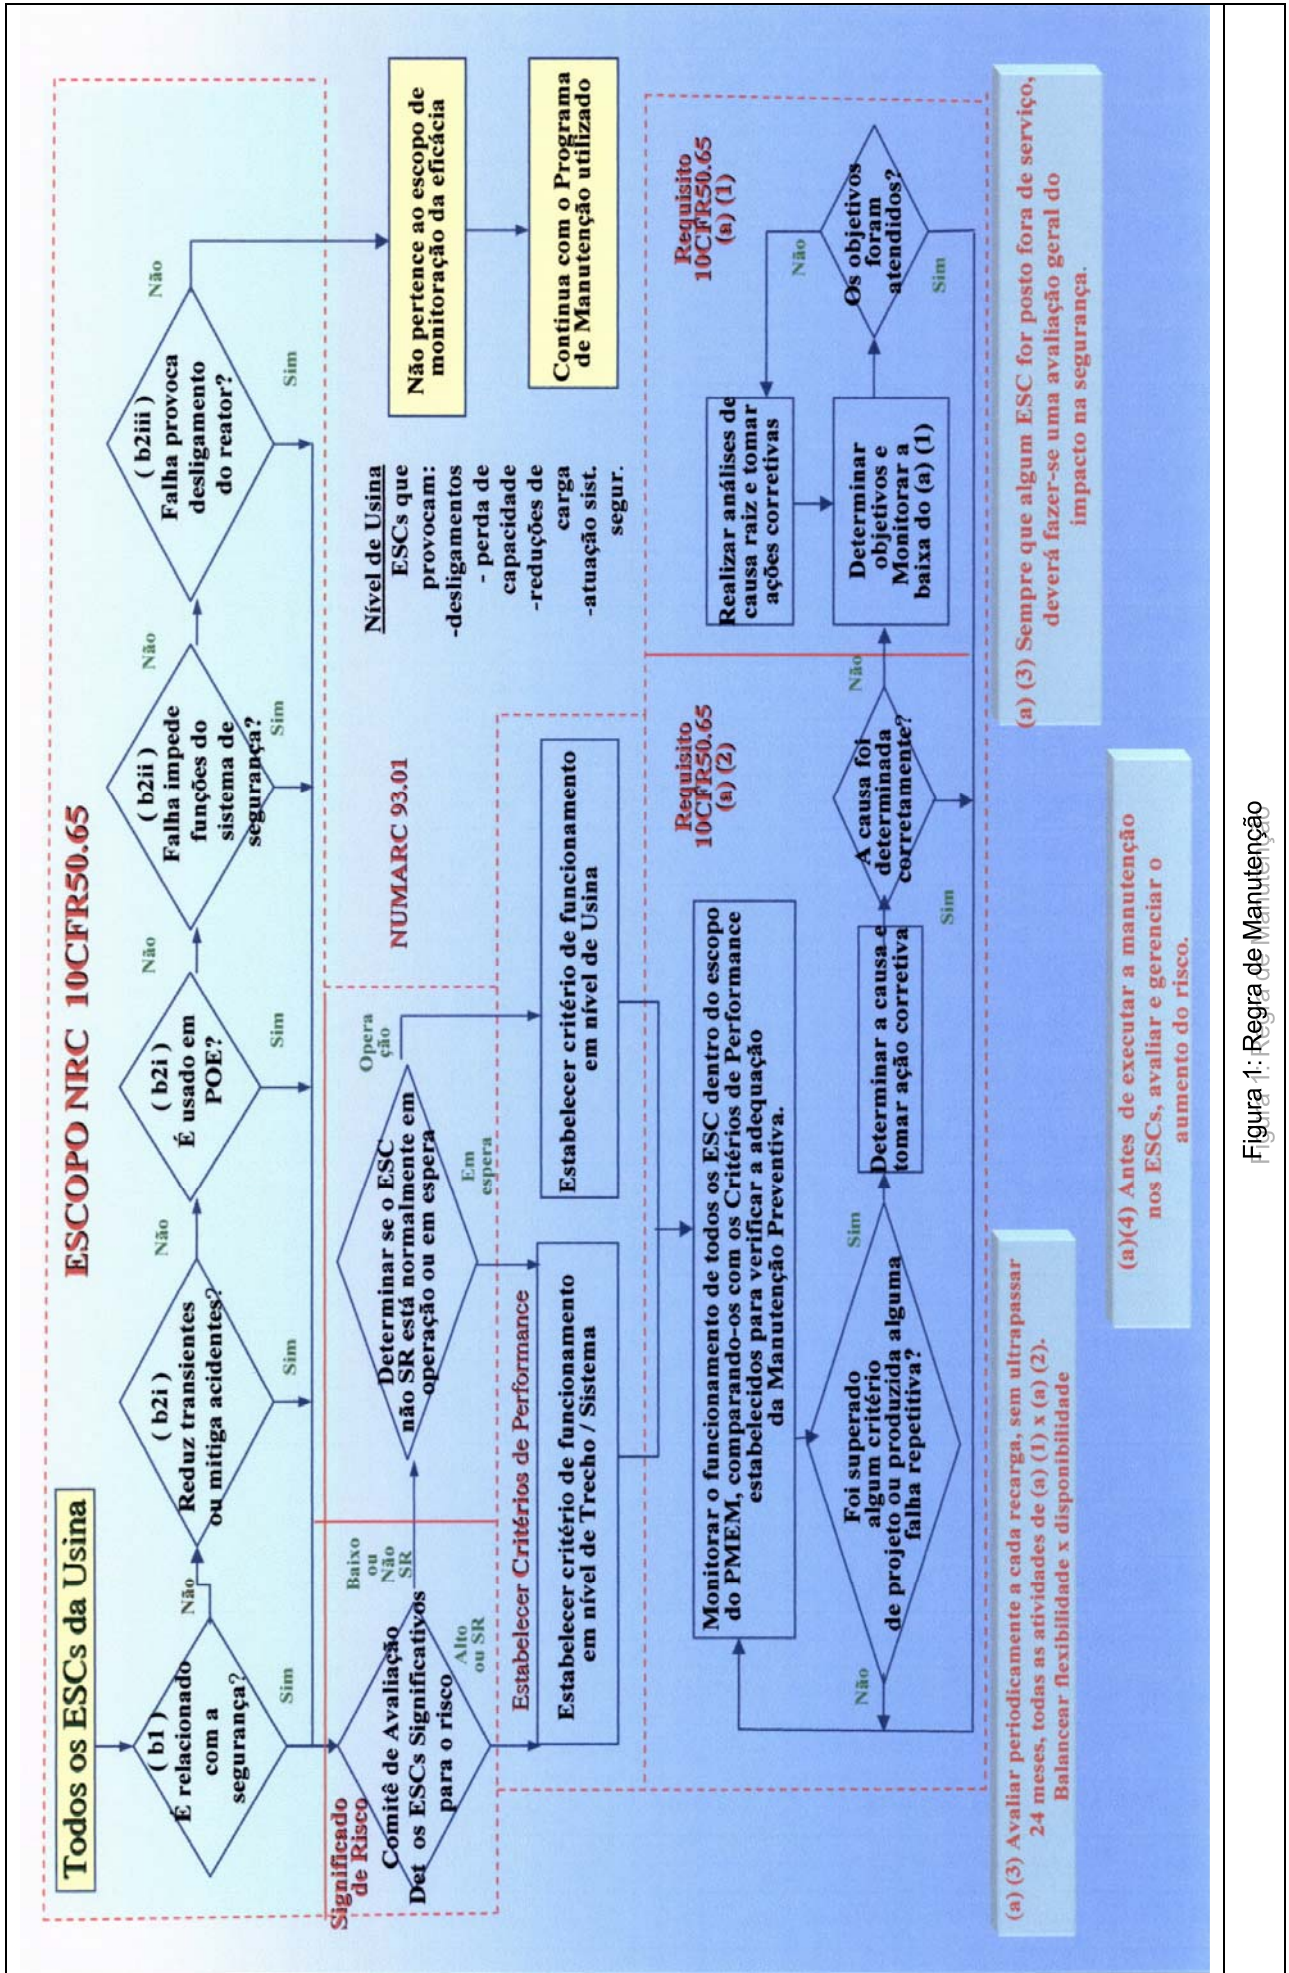 ESCOPO NRC 10CFR50.65
Todos os ESCs da Usina
( b1 )
É relacionado
com a
segurança?
Não
Sim
( b2i )
Reduz transientes
ou mitiga acidentes?
Não
Sim
( b2i )
É usado em
POE?
Não
Sim
( b2ii )
Falha impede
funções do
sistema de
segurança?
Não
Sim
( b2iii )
Falha provoca
desligamento
do reator?
Não
Sim
Não pertence ao escopo de
monitoração da eficácia
Continua com o Programa
de Manutenção utilizado
Significado
de Risco
Comitê de Avaliação
Det os ESCs Significativos
para o risco
Baixo
ou
Não
SR
Alto
ou SR
Determinar se o ESC
não SR está normalmente em
operação ou em espera
Opera
ção
Em
espera
NUMARC 93.01
Nível de Usina
ESCs que
provocam:
-desligamentos
- perda de
capacidade
-reduções de
carga
-atuação sist.
segur.
Estabelecer Critérios de Performance
Estabelecer critério de funcionamento
em nível de Trecho / Sistema
Estabelecer critério de funcionamento
em nível de Usina
Requisito
10CFR50.65
(a) (2)
Monitorar o funcionamento de todos os ESC dentro do escopo
do PMEM, comparando-os com os Critérios de Performance
estabelecidos para verificar a adequação
da Manutenção Preventiva.
Foi superado
algum critério
de projeto ou produzida alguma
falha repetitiva?
Não
Sim
Determinar a causa e
tomar ação corretiva
A causa foi
determinada
corretamente?
Não
Sim
Requisito
10CFR50.65
(a) (1)
Realizar análises de
causa raiz e tomar
ações corretivas
Determinar
objetivos e
Monitorar a
baixa do (a) (1)
Os objetivos
foram
atendidos?
Não
Sim
(a) (3) Avaliar periodicamente a cada recarga, sem ultrapassar
24 meses, todas as atividades de (a) (1) x (a) (2).
Balancear flexibilidade x disponibilidade
(a)(4) Antes de executar a manutenção
nos ESCs, avaliar e gerenciar o
aumento do risco.
(a) (3) Sempre que algum ESC for posto fora de serviço,
deverá fazer-se uma avaliação geral do
impacto na segurança.
Figura 1: Regra de Manutenção